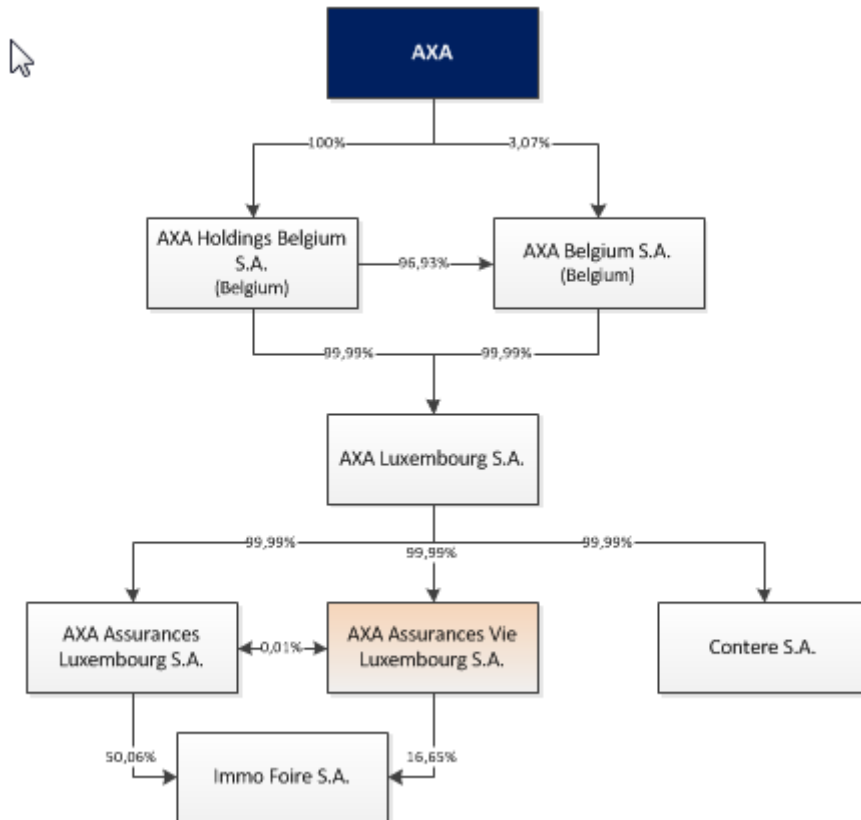 AXA
100%
3,07%
AXA Holdings Belgium
S.A.
(Belgium)
96,93%
AXA Belgium S.A.
(Belgium)
99,99%
99,99%
AXA Luxembourg S.A.
99,99%
99,99%
99,99%
AXA Assurances
Luxembourg S.A.
0,01%
AXA Assurances Vie
Luxembourg S.A.
Contere S.A.
50,06%
16,65%
Immo Foire S.A.